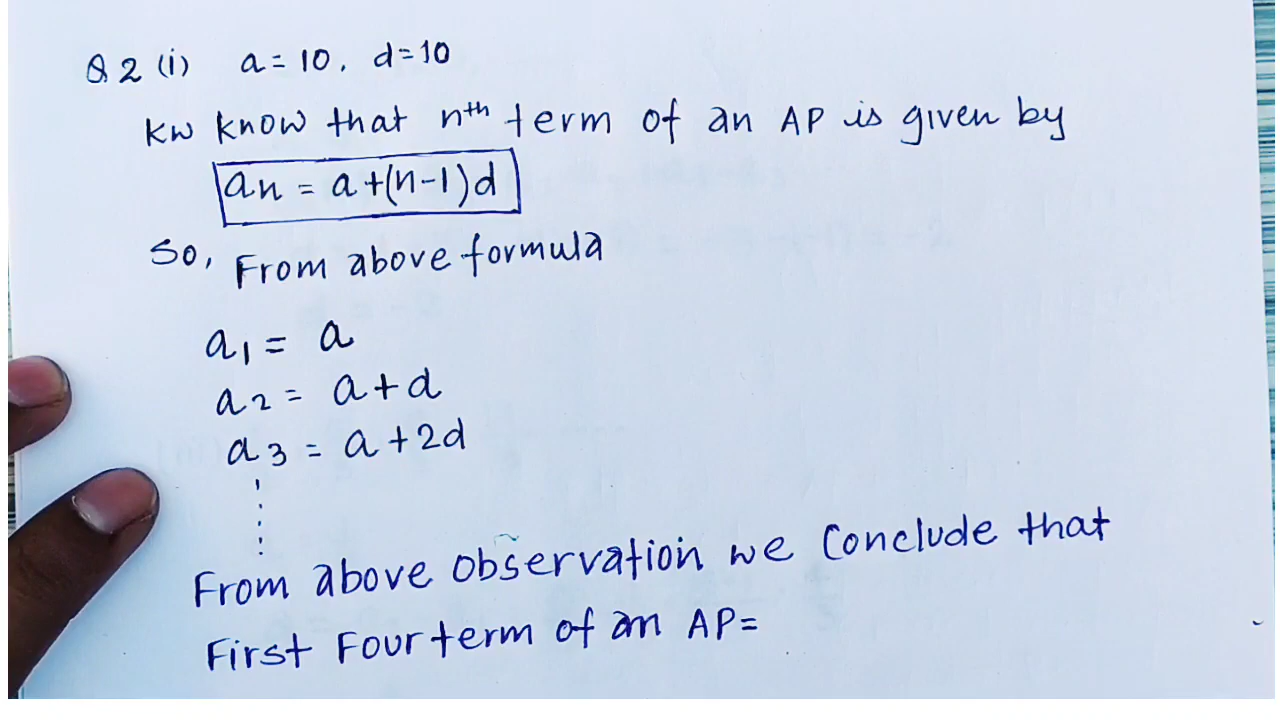 Q 2 (i) a = 10, d = 10
Kw know that nth term of an AP is given by
an = a +(n-1)d
So, From above formula
a1 = a
a2 = a + d
a3 = a + 2d
From above observation we Conclude that
First Four term of an AP =